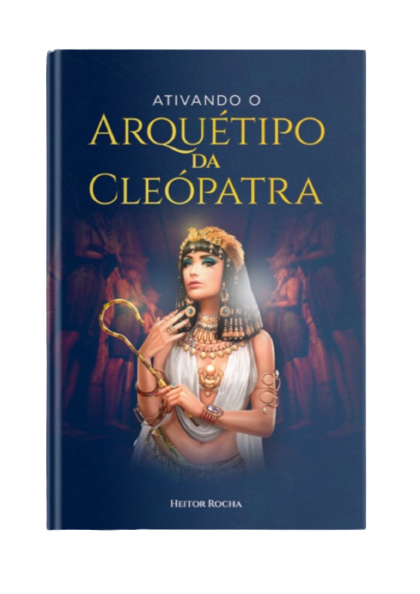 ATIVANDO O
ARQUÉTIPO
DA
CLEÓPATRA
HEITOR ROCHA